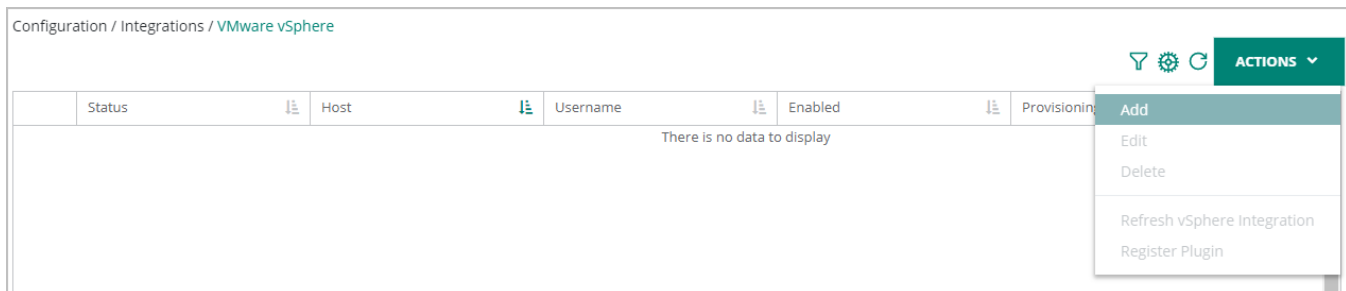 Configuration / Integrations / VMware vSphere
ACTIONS
Status Host Username Enabled Provisioning
There is no data to display
Add
Edit
Delete
Refresh vSphere Integration
Register Plugin